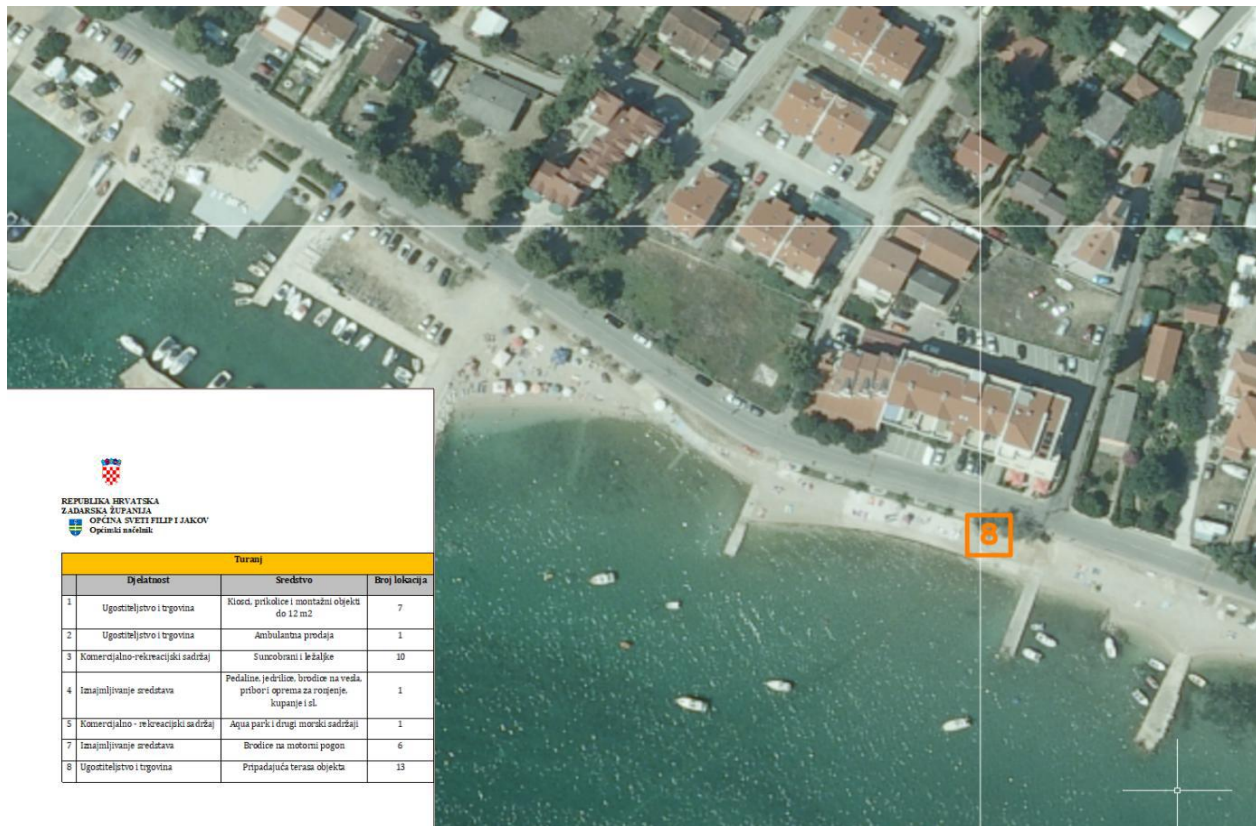 8
REPUBLIKA HRVATSKA
ZADARSKA ŽUPANIJA
OPĆINA SVETI FILIP I JAKOV
Općinski načelnik
Turanj
Djelatnost Sredstvo Broj lokacija
1 Ugostiteljstvo i trgovina Kiosci, prikolice i montažni objekti do 12 m2 7
2 Ugostiteljstvo i trgovina Ambulantna prodaja 1
3 Komercijalno-rekreacijski sadržaj Suncobrani i ležaljke 10
4 Iznajmljivanje sredstava Pedaline, jedrilice, brodice na vesla, pribor i oprema za ronjenje, kupanje i sl. 1
5 Komercijalno - rekreacijski sadržaj Aqua park i drugi morski sadržaji 1
7 Iznajmljivanje sredstava Brodice na motorni pogon 6
8 Ugostiteljstvo i trgovina Pripadajuća terasa objekta 13